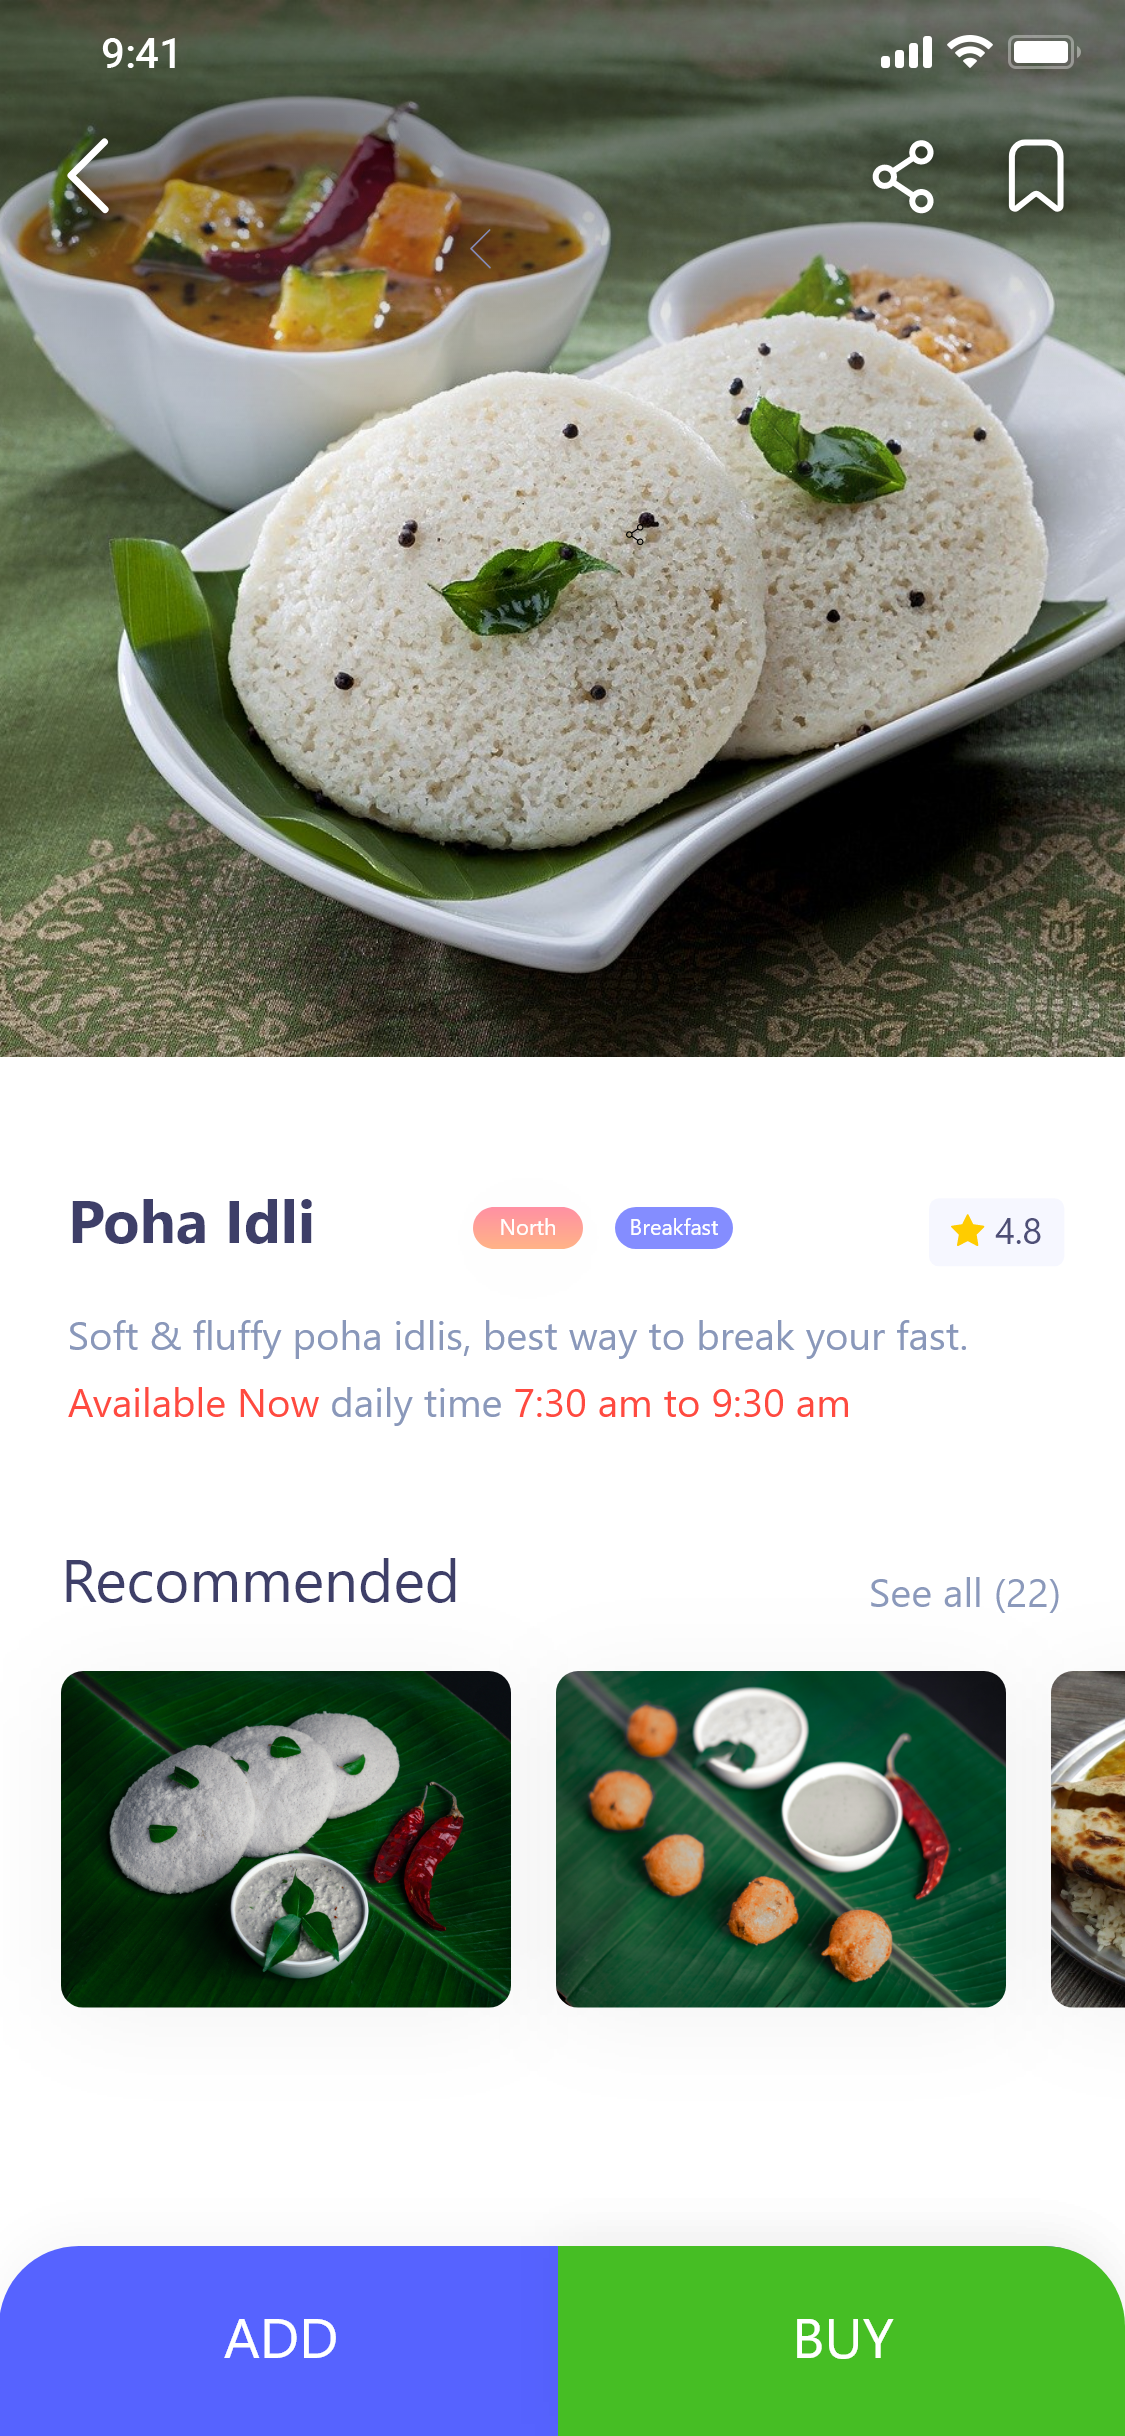 9:41
Poha Idli
North
Breakfast
4.8
Soft & fluffy poha idlis, best way to break your fast.
Available Now daily time 7:30 am to 9:30 am
Recommended
See all (22)
ADD
BUY